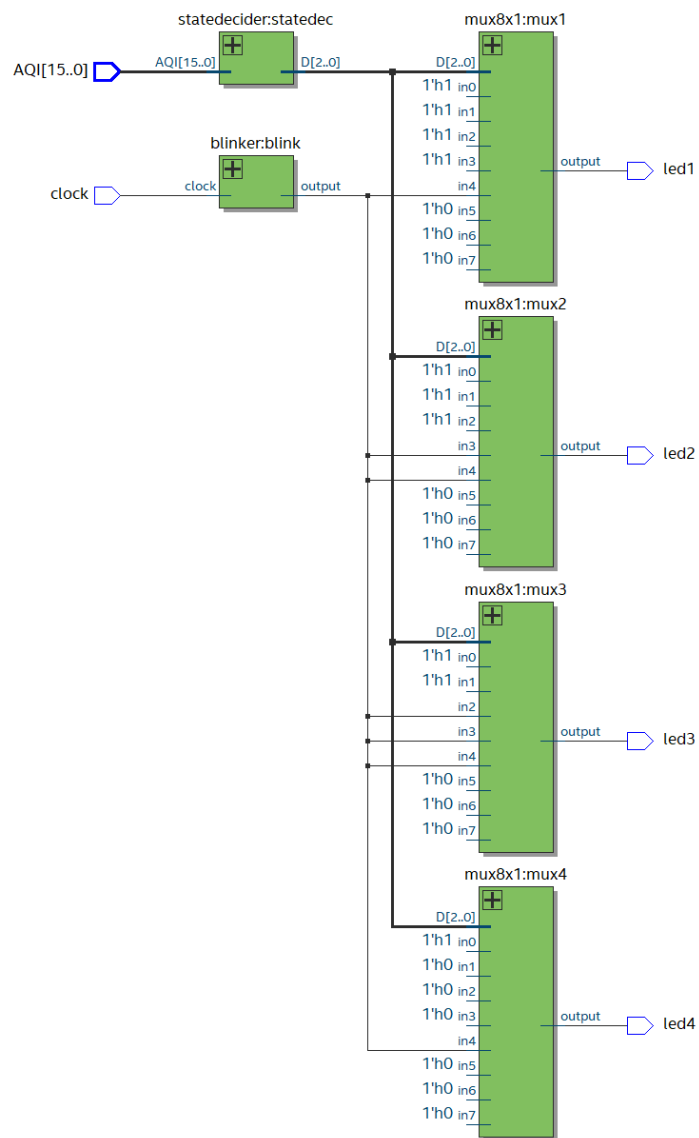 statedecider:statedec
AQI[15..0] AQI[15..0] D[2..0]
blinker:blink
clock clock output
mux8x1:mux1
D[2..0]
1'h1 in0
1'h1 in1
1'h1 in2
1'h1 in3
output led1
in4
1'h0 in5
1'h0 in6
1'h0 in7
mux8x1:mux2
D[2..0]
1'h1 in0
1'h1 in1
1'h1 in2
in3
output led2
in4
1'h0 in5
1'h0 in6
1'h0 in7
mux8x1:mux3
D[2..0]
1'h1 in0
1'h1 in1
in2
in3
output led3
in4
1'h0 in5
1'h0 in6
1'h0 in7
mux8x1:mux4
D[2..0]
1'h1 in0
1'h0 in1
1'h0 in2
1'h0 in3
output led4
in4
1'h0 in5
1'h0 in6
1'h0 in7